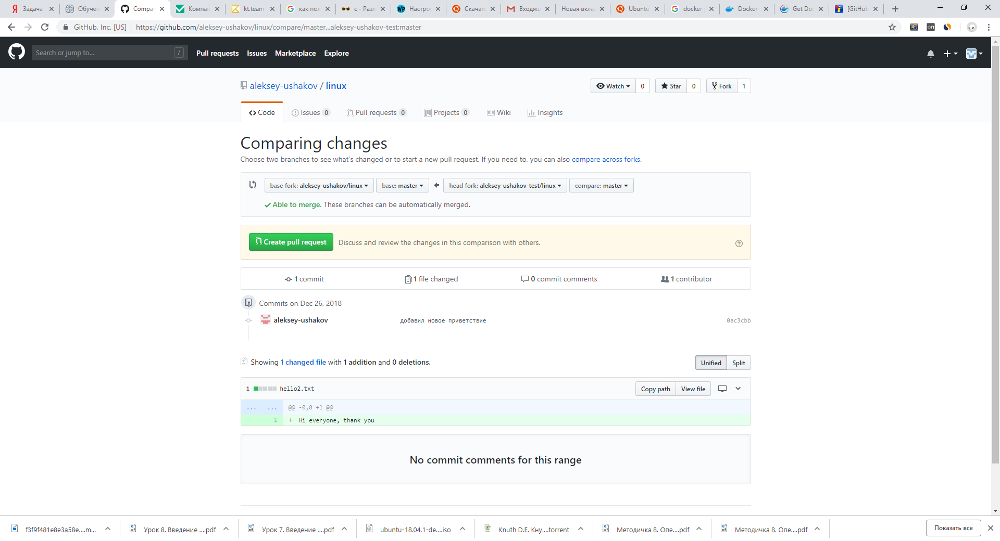 Задача
Обучен
Compar
Компан
kt.team
как пол
с - Разл
Настро
Скачать
Входящ
Новая вкла
Ubuntu
docker
Docker
Get Doc
[GitHub
GitHub, Inc. [US]
https://github.com/aleksey-ushakov/linux/compare/master...aleksey-ushakov-test:master
on
Search or jump to...
/
Pull requests Issues Marketplace Explore
aleksey-ushakov / linux
Watch 0
Star 0
Fork 1
Code
Issues 0
Pull requests 0
Projects 0
Wiki
Insights
Comparing changes
Choose two branches to see what's changed or to start a new pull request. If you need to, you can also compare across forks.
base fork: aleksey-ushakov/linux
base: master
head fork: aleksey-ushakov-test/linux
compare: master
Able to merge. These branches can be automatically merged.
Create pull request
Discuss and review the changes in this comparison with others.
1 commit
1 file changed
0 commit comments
1 contributor
Commits on Dec 26, 2018
aleksey-ushakov
добавил новое приветствие
0ac3cbb
Showing 1 changed file with 1 addition and 0 deletions.
Unified Split
1 hello2.txt
Copy path View file
... ... @@ -0,0 +1 @@
1 + Hi everyone, thank you
No commit comments for this range
f3f9f481e8e3a58e....m...
Урок 8. Введение ....pdf
Урок 7. Введение ....pdf
ubuntu-18.04.1-de....iso
Knuth D.E. Кну....torrent
Методичка 8. Опе....pdf
Методичка 8. Опе....pdf
Показать все